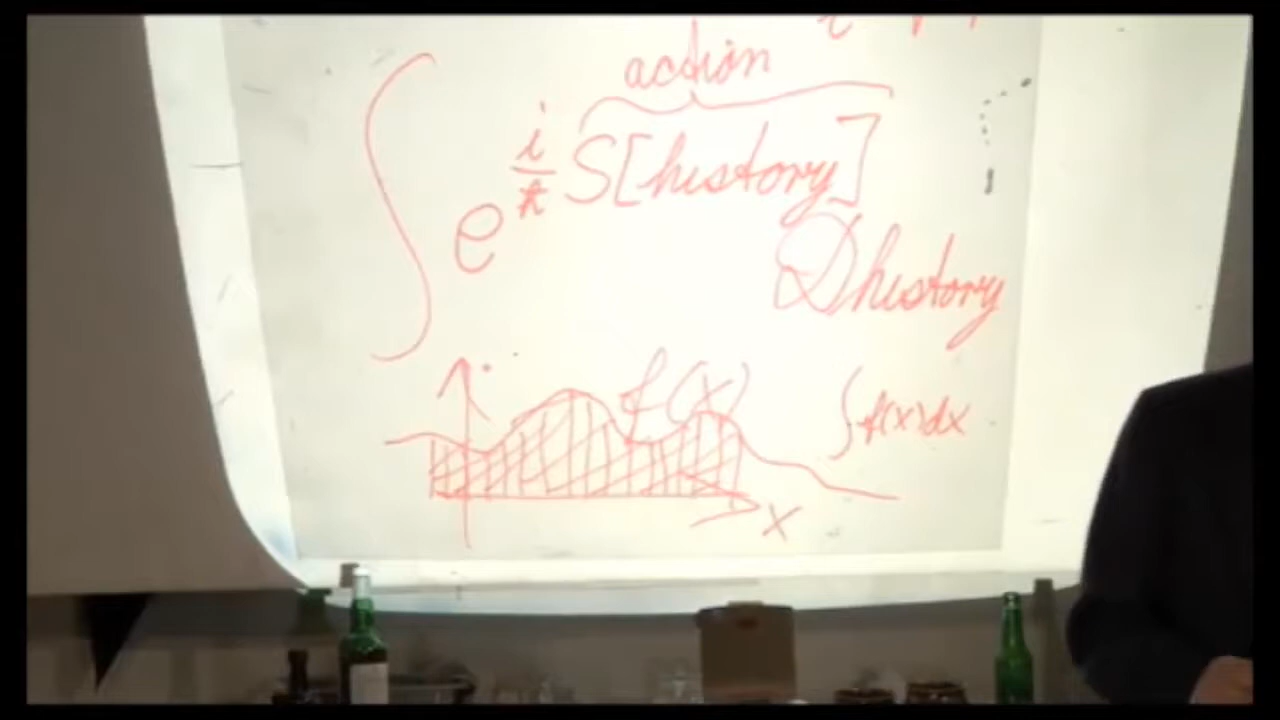 action
∫ e^{i/ħ S[history]}
Dhistory
f(x) ∫f(x)dx
x